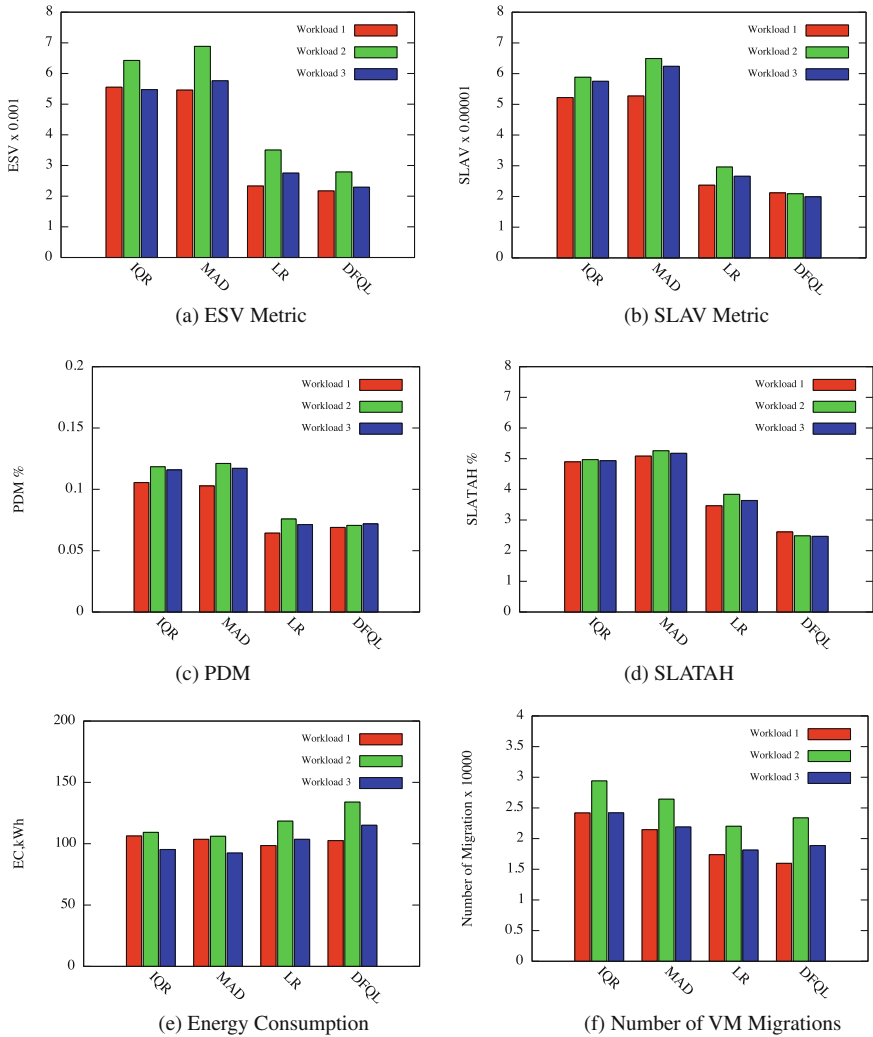 8
7
6
5
4
3
2
1
0
ESV x 0.001
Workload 1
Workload 2
Workload 3
IQR
MAD
LR
DFQL
(a) ESV Metric
8
7
6
5
4
3
2
1
0
SLAV x 0.00001
Workload 1
Workload 2
Workload 3
IQR
MAD
LR
DFQL
(b) SLAV Metric
0.2
0.15
0.1
0.05
0
PDM %
Workload 1
Workload 2
Workload 3
IQR
MAD
LR
DFQL
(c) PDM
8
7
6
5
4
3
2
1
0
SLATAH %
Workload 1
Workload 2
Workload 3
IQR
MAD
LR
DFQL
(d) SLATAH
200
150
100
50
0
EC,kWh
Workload 1
Workload 2
Workload 3
IQR
MAD
LR
DFQL
(e) Energy Consumption
4
3.5
3
2.5
2
1.5
1
0.5
0
Number of Migration x 10000
Workload 1
Workload 2
Workload 3
IQR
MAD
LR
DFQL
(f) Number of VM Migrations